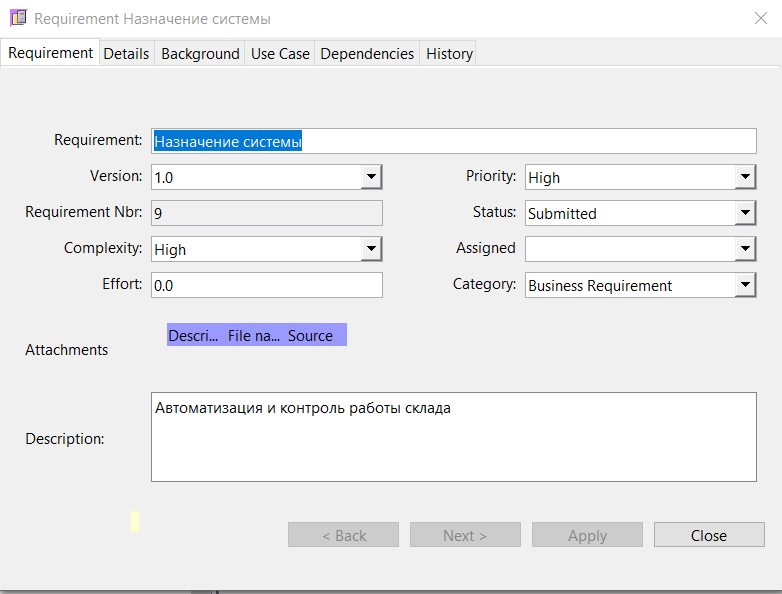 Requirement Назначение системы
Requirement Details Background Use Case Dependencies History
Requirement: Назначение системы
Version: 1.0 Priority: High
Requirement Nbr: 9 Status: Submitted
Complexity: High Assigned
Effort: 0.0 Category: Business Requirement
Attachments Descri... File na... Source
Description: Автоматизация и контроль работы склада
< Back Next > Apply Close